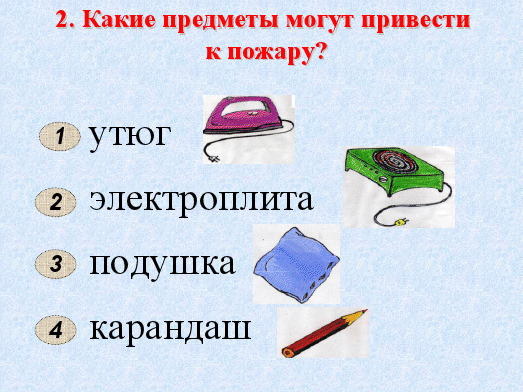 2. Какие предметы могут привести
к пожару?
1 утюг
2 электроплита
3 подушка
4 карандаш